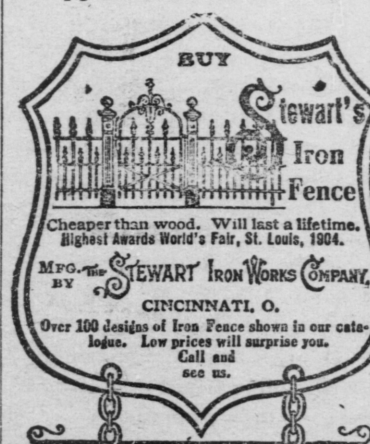 BUY
Stewart's
Iron
Fence
Cheaper than wood. Will last a lifetime.
Highest Awards World's Fair, St. Louis, 1904.
MFG. BY THE STEWART IRON WORKS COMPANY,
CINCINNATI, O.
Over 100 designs of Iron Fence shown in our cata-
logue. Low prices will surprise you.
Call and
see us.